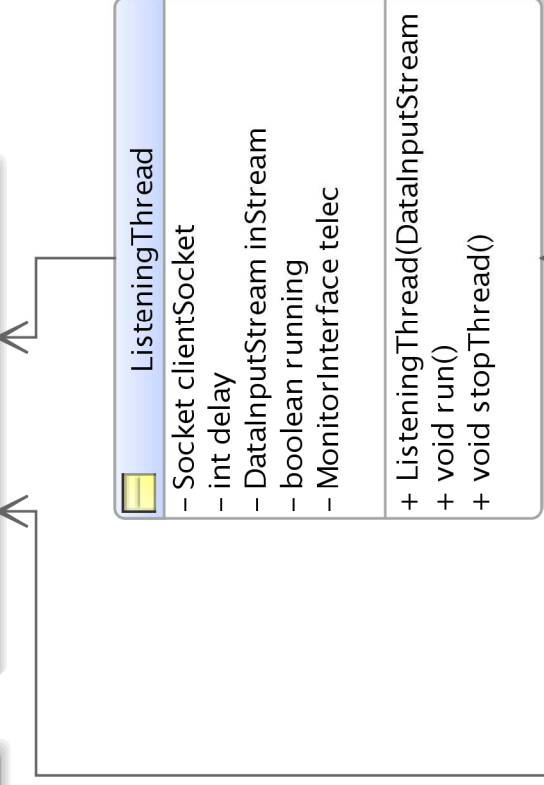 ListeningThread
– Socket clientSocket
– int delay
– DataInputStream inStream
– boolean running
– MonitorInterface telec
+ ListeningThread(DataInputStream
+ void run()
+ void stopThread()